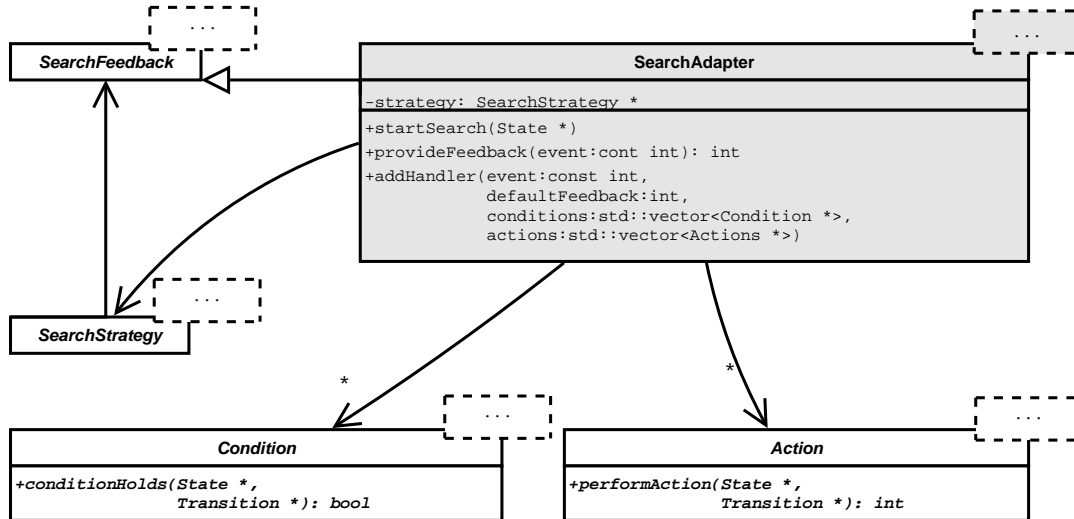 ...
...
SearchFeedback
SearchAdapter
-strategy: SearchStrategy *
+startSearch(State *)
+provideFeedback(event:cont int): int
+addHandler(event:const int,
defaultFeedback:int,
conditions:std::vector<Condition *>,
actions:std::vector<Actions *>)
...
SearchStrategy
*
*
...
...
Condition
Action
+conditionHolds(State *,
Transition *): bool
+performAction(State *,
Transition *): int